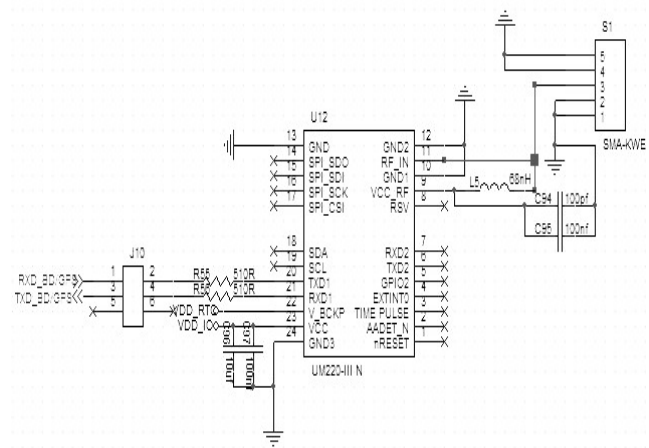 S1
5
4
3
2
1
SMA-KWE
U12
13 GND GND2 12
14 SPI_SDO RF_IN 11
15 SPI_SDI GND1 10
16 SPI_SCK VCC_RF 9
17 SPI_CSI RSV 8
L5 68nH
C94 100pf
C95 100nf
18 SDA RXD2 7
19 SCL TXD2 6
20 TXD1 GPIO2 5
21 RXD1 EXTINT0 4
22 V_BCKP TIME PULSE 3
23 VCC AADET_N 2
24 GND3 nRESET 1
UM220-III N
J10
RXD_BD/GPS 1 2 R55 510R
TXD_BD/GPS 3 4 R56 510R
5 6 VDD_RTC
VDD_IO
C96 10uf
C97